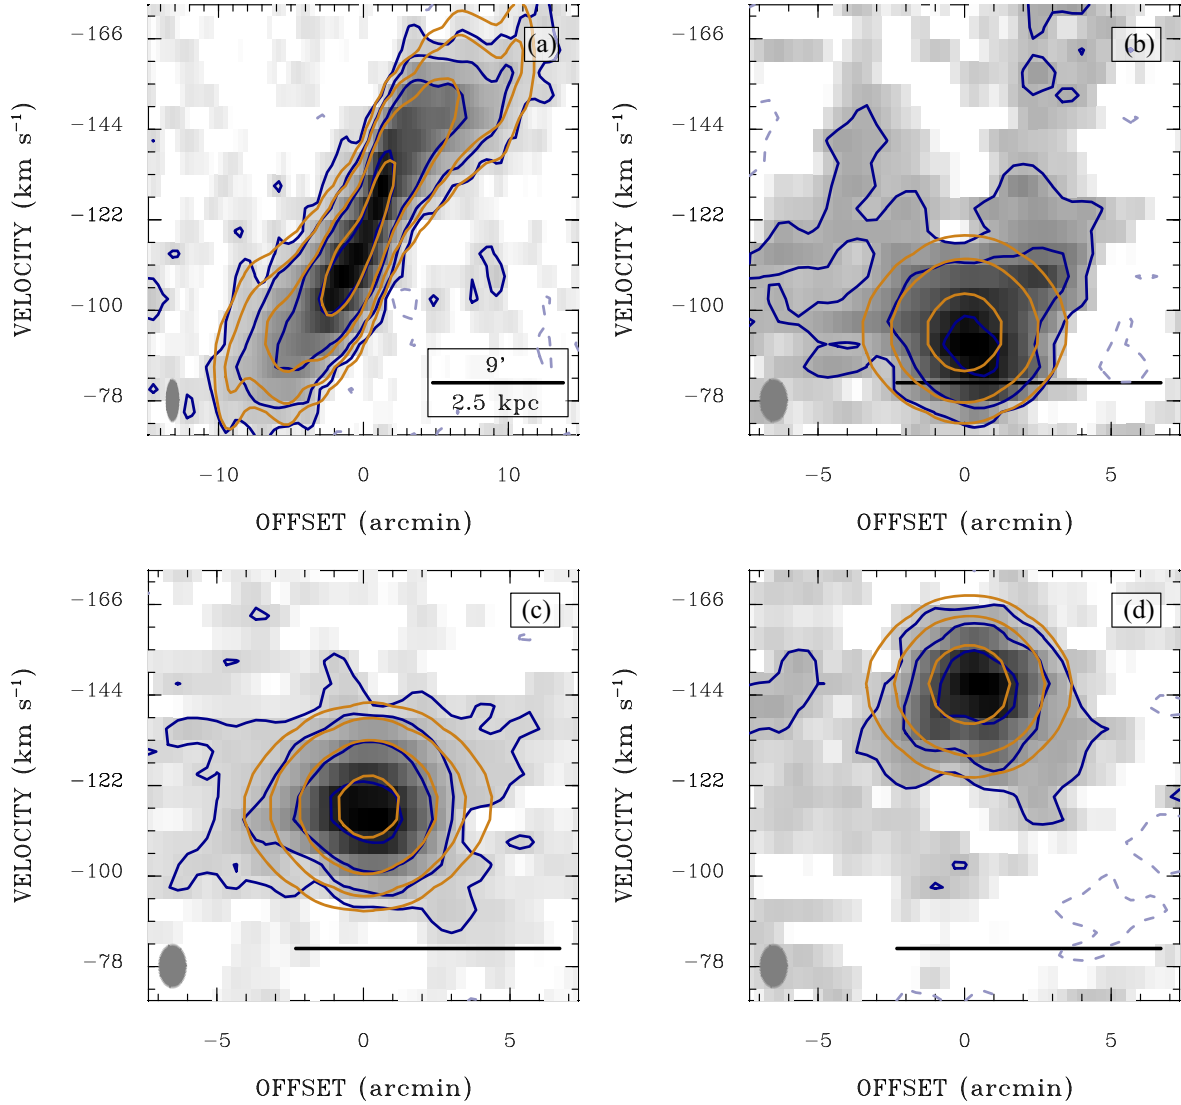 (a)
−166
−144
−122
−100
−78
VELOCITY (km s⁻¹)
9'
2.5 kpc
−10 0 10
OFFSET (arcmin)
(b)
−166
−144
−122
−100
−78
VELOCITY (km s⁻¹)
−5 0 5
OFFSET (arcmin)
(c)
−166
−144
−122
−100
−78
VELOCITY (km s⁻¹)
−5 0 5
OFFSET (arcmin)
(d)
−166
−144
−122
−100
−78
VELOCITY (km s⁻¹)
−5 0 5
OFFSET (arcmin)